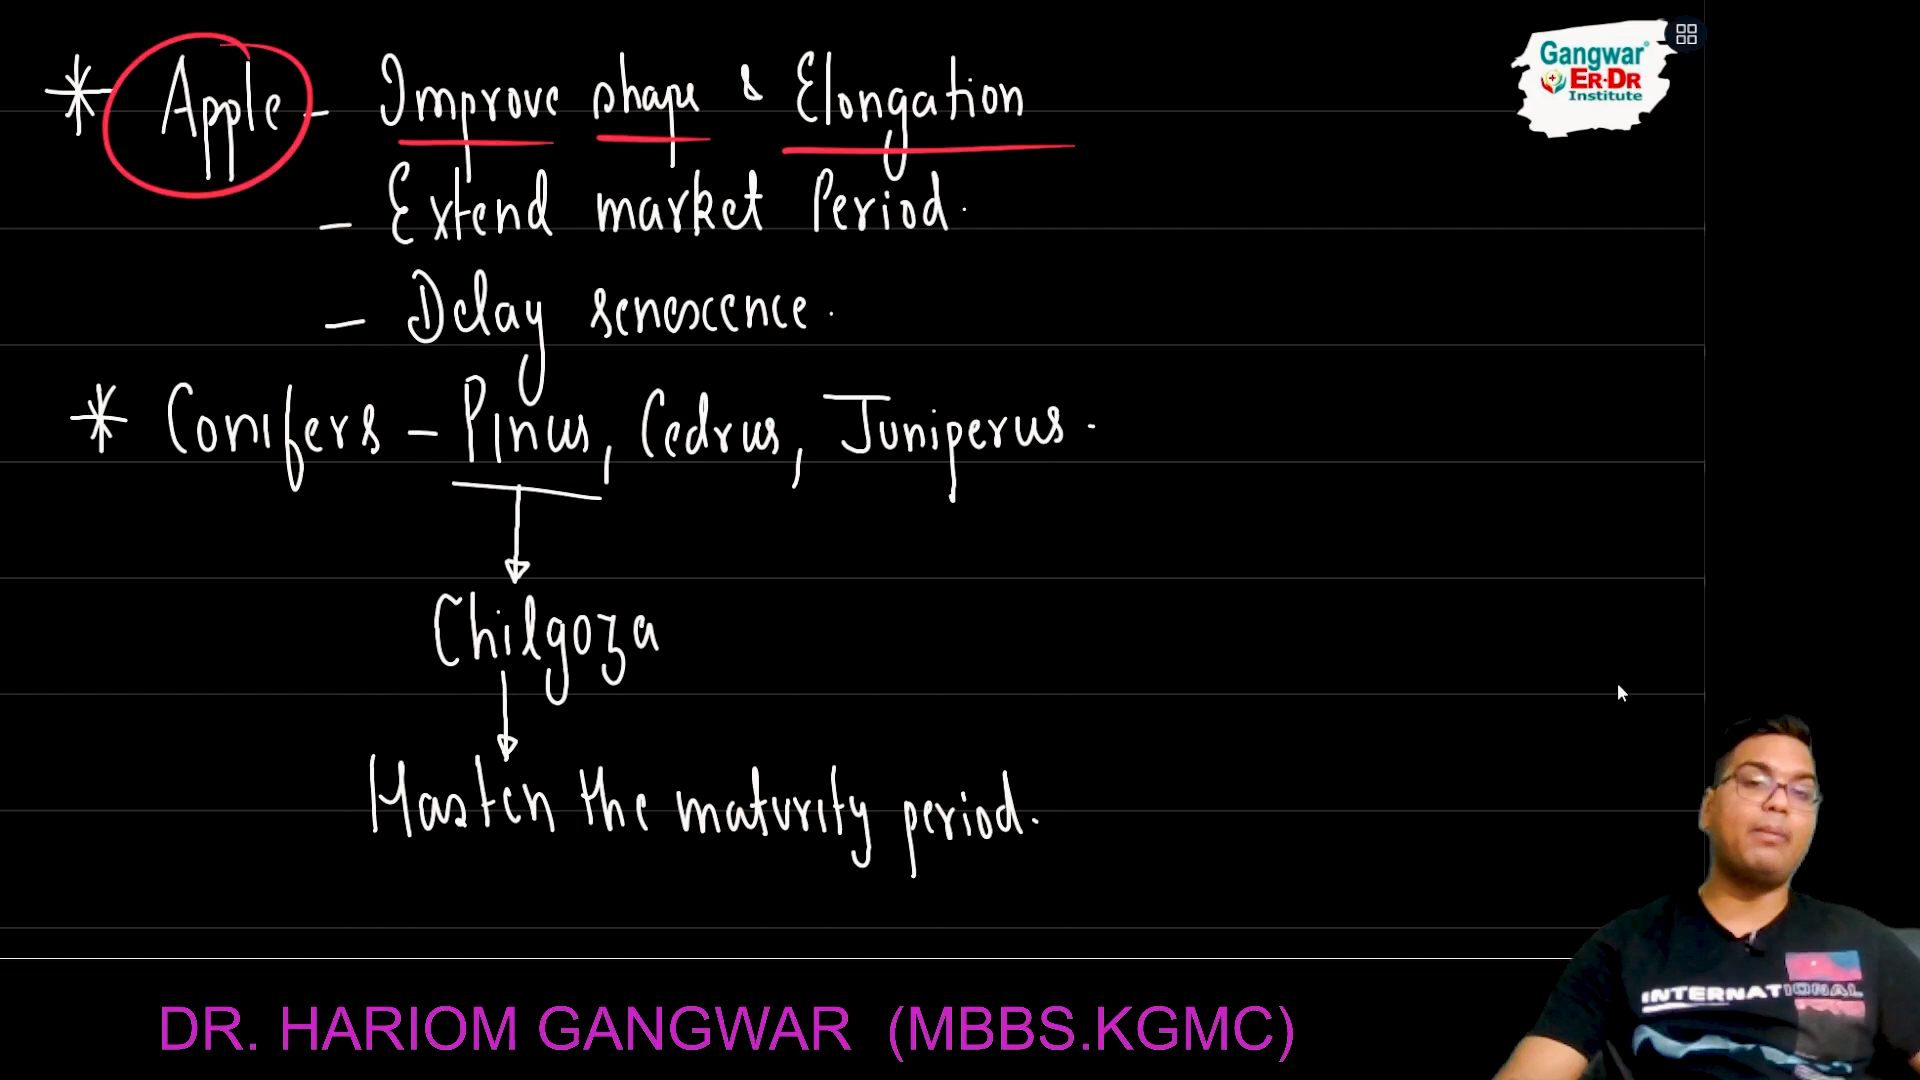 * Apple - Improve shape & Elongation
- Extend market Period.
- Delay senescence.
* Conifers - Pinus, Cedrus, Juniperus.
Chilgoza
Hasten the maturity period.
Gangwar
ER-DR
Institute
INTERNATIONAL
DR. HARIOM GANGWAR (MBBS.KGMC)